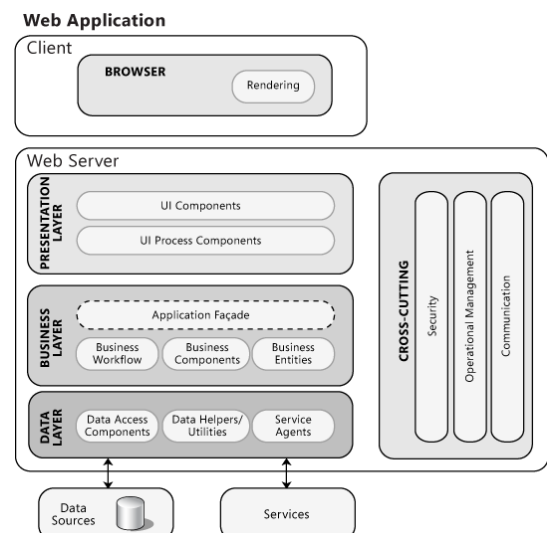 Web Application
Client
BROWSER
Rendering
Web Server
PRESENTATION
LAYER
UI Components
UI Process Components
BUSINESS
LAYER
Application Façade
Business
Workflow
Business
Components
Business
Entities
DATA
LAYER
Data Access
Components
Data Helpers/
Utilities
Service
Agents
CROSS-CUTTING
Security
Operational Management
Communication
Data
Sources
Services